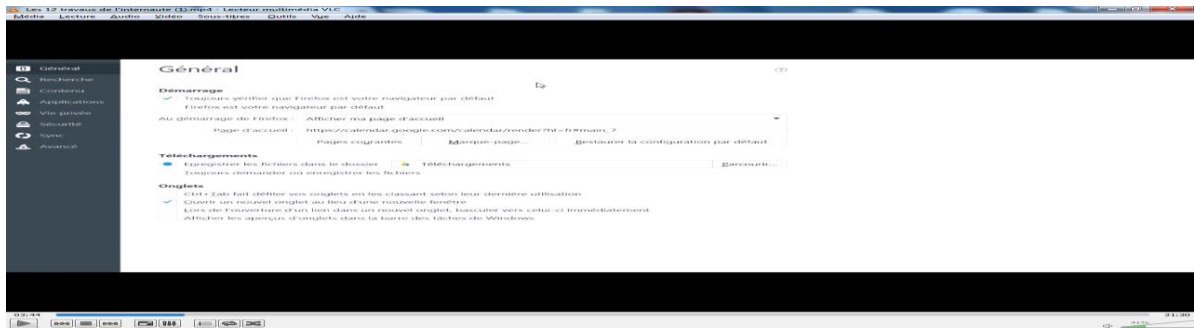 Les 12 travaux de l'internaute (1).mp4 - Lecteur multimédia VLC
Média Lecture Audio Vidéo Sous-titres Outils Vue Aide
Général
Recherche
Contenu
Applications
Vie privée
Sécurité
Sync
Avancé
Général
Démarrage
Toujours vérifier que Firefox est votre navigateur par défaut
Firefox est votre navigateur par défaut
Au démarrage de Firefox : Afficher ma page d'accueil
Page d'accueil : https://calendar.google.com/calendar/render?hl=fr#main_7
Pages courantes Marque-page... Restaurer la configuration par défaut
Téléchargements
Enregistrer les fichiers dans le dossier Téléchargements Parcourir...
Toujours demander où enregistrer les fichiers
Onglets
Ctrl+Tab fait défiler vos onglets en les classant selon leur dernière utilisation
Ouvrir un nouvel onglet au lieu d'une nouvelle fenêtre
Lors de l'ouverture d'un lien dans un nouvel onglet, basculer vers celui-ci immédiatement
Afficher les aperçus d'onglets dans la barre des tâches de Windows
03:44 31:30